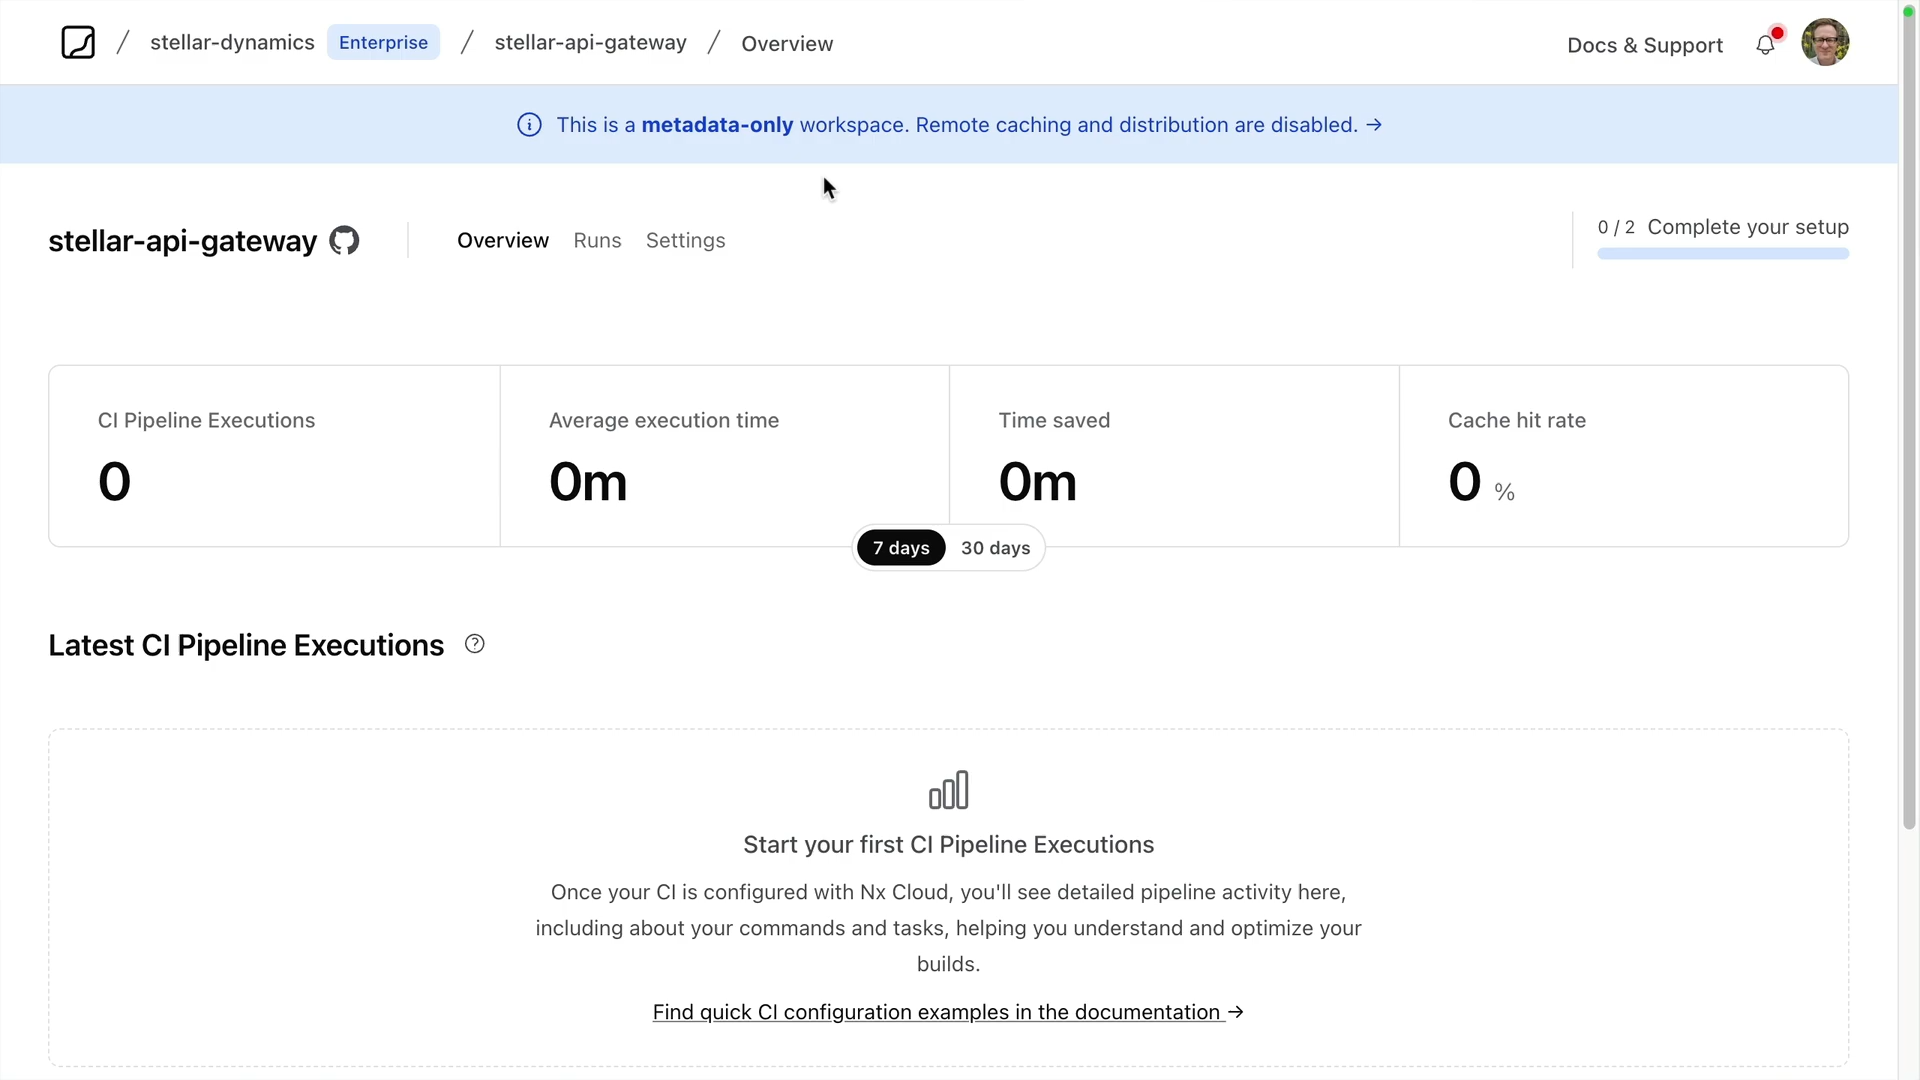 / stellar-dynamics Enterprise / stellar-api-gateway / Overview Docs & Support
This is a metadata-only workspace. Remote caching and distribution are disabled. →
stellar-api-gateway Overview Runs Settings 0 / 2 Complete your setup
CI Pipeline Executions
0
Average execution time
0m
Time saved
0m
Cache hit rate
0 %
7 days 30 days
Latest CI Pipeline Executions
Start your first CI Pipeline Executions
Once your CI is configured with Nx Cloud, you'll see detailed pipeline activity here,
including about your commands and tasks, helping you understand and optimize your
builds.
Find quick CI configuration examples in the documentation →